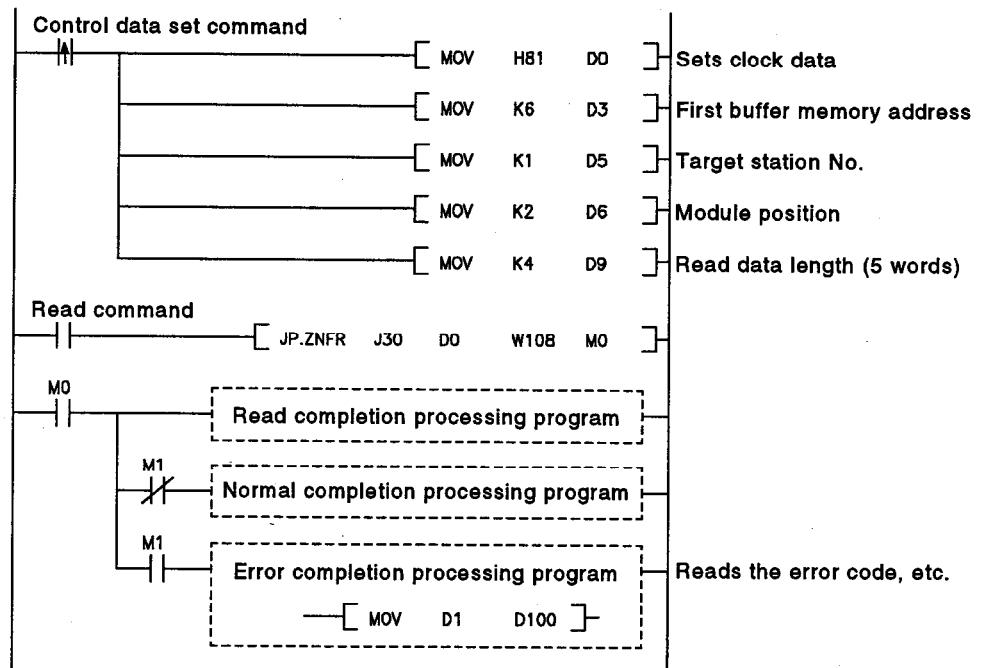 Control data set command
MOV H81 D0 Sets clock data
MOV K6 D3 First buffer memory address
MOV K1 D5 Target station No.
MOV K2 D6 Module position
MOV K4 D9 Read data length (5 words)
Read command
JP.ZNFR J30 D0 W108 M0
M0
Read completion processing program
M1
Normal completion processing program
M1
Error completion processing program Reads the error code, etc.
MOV D1 D100